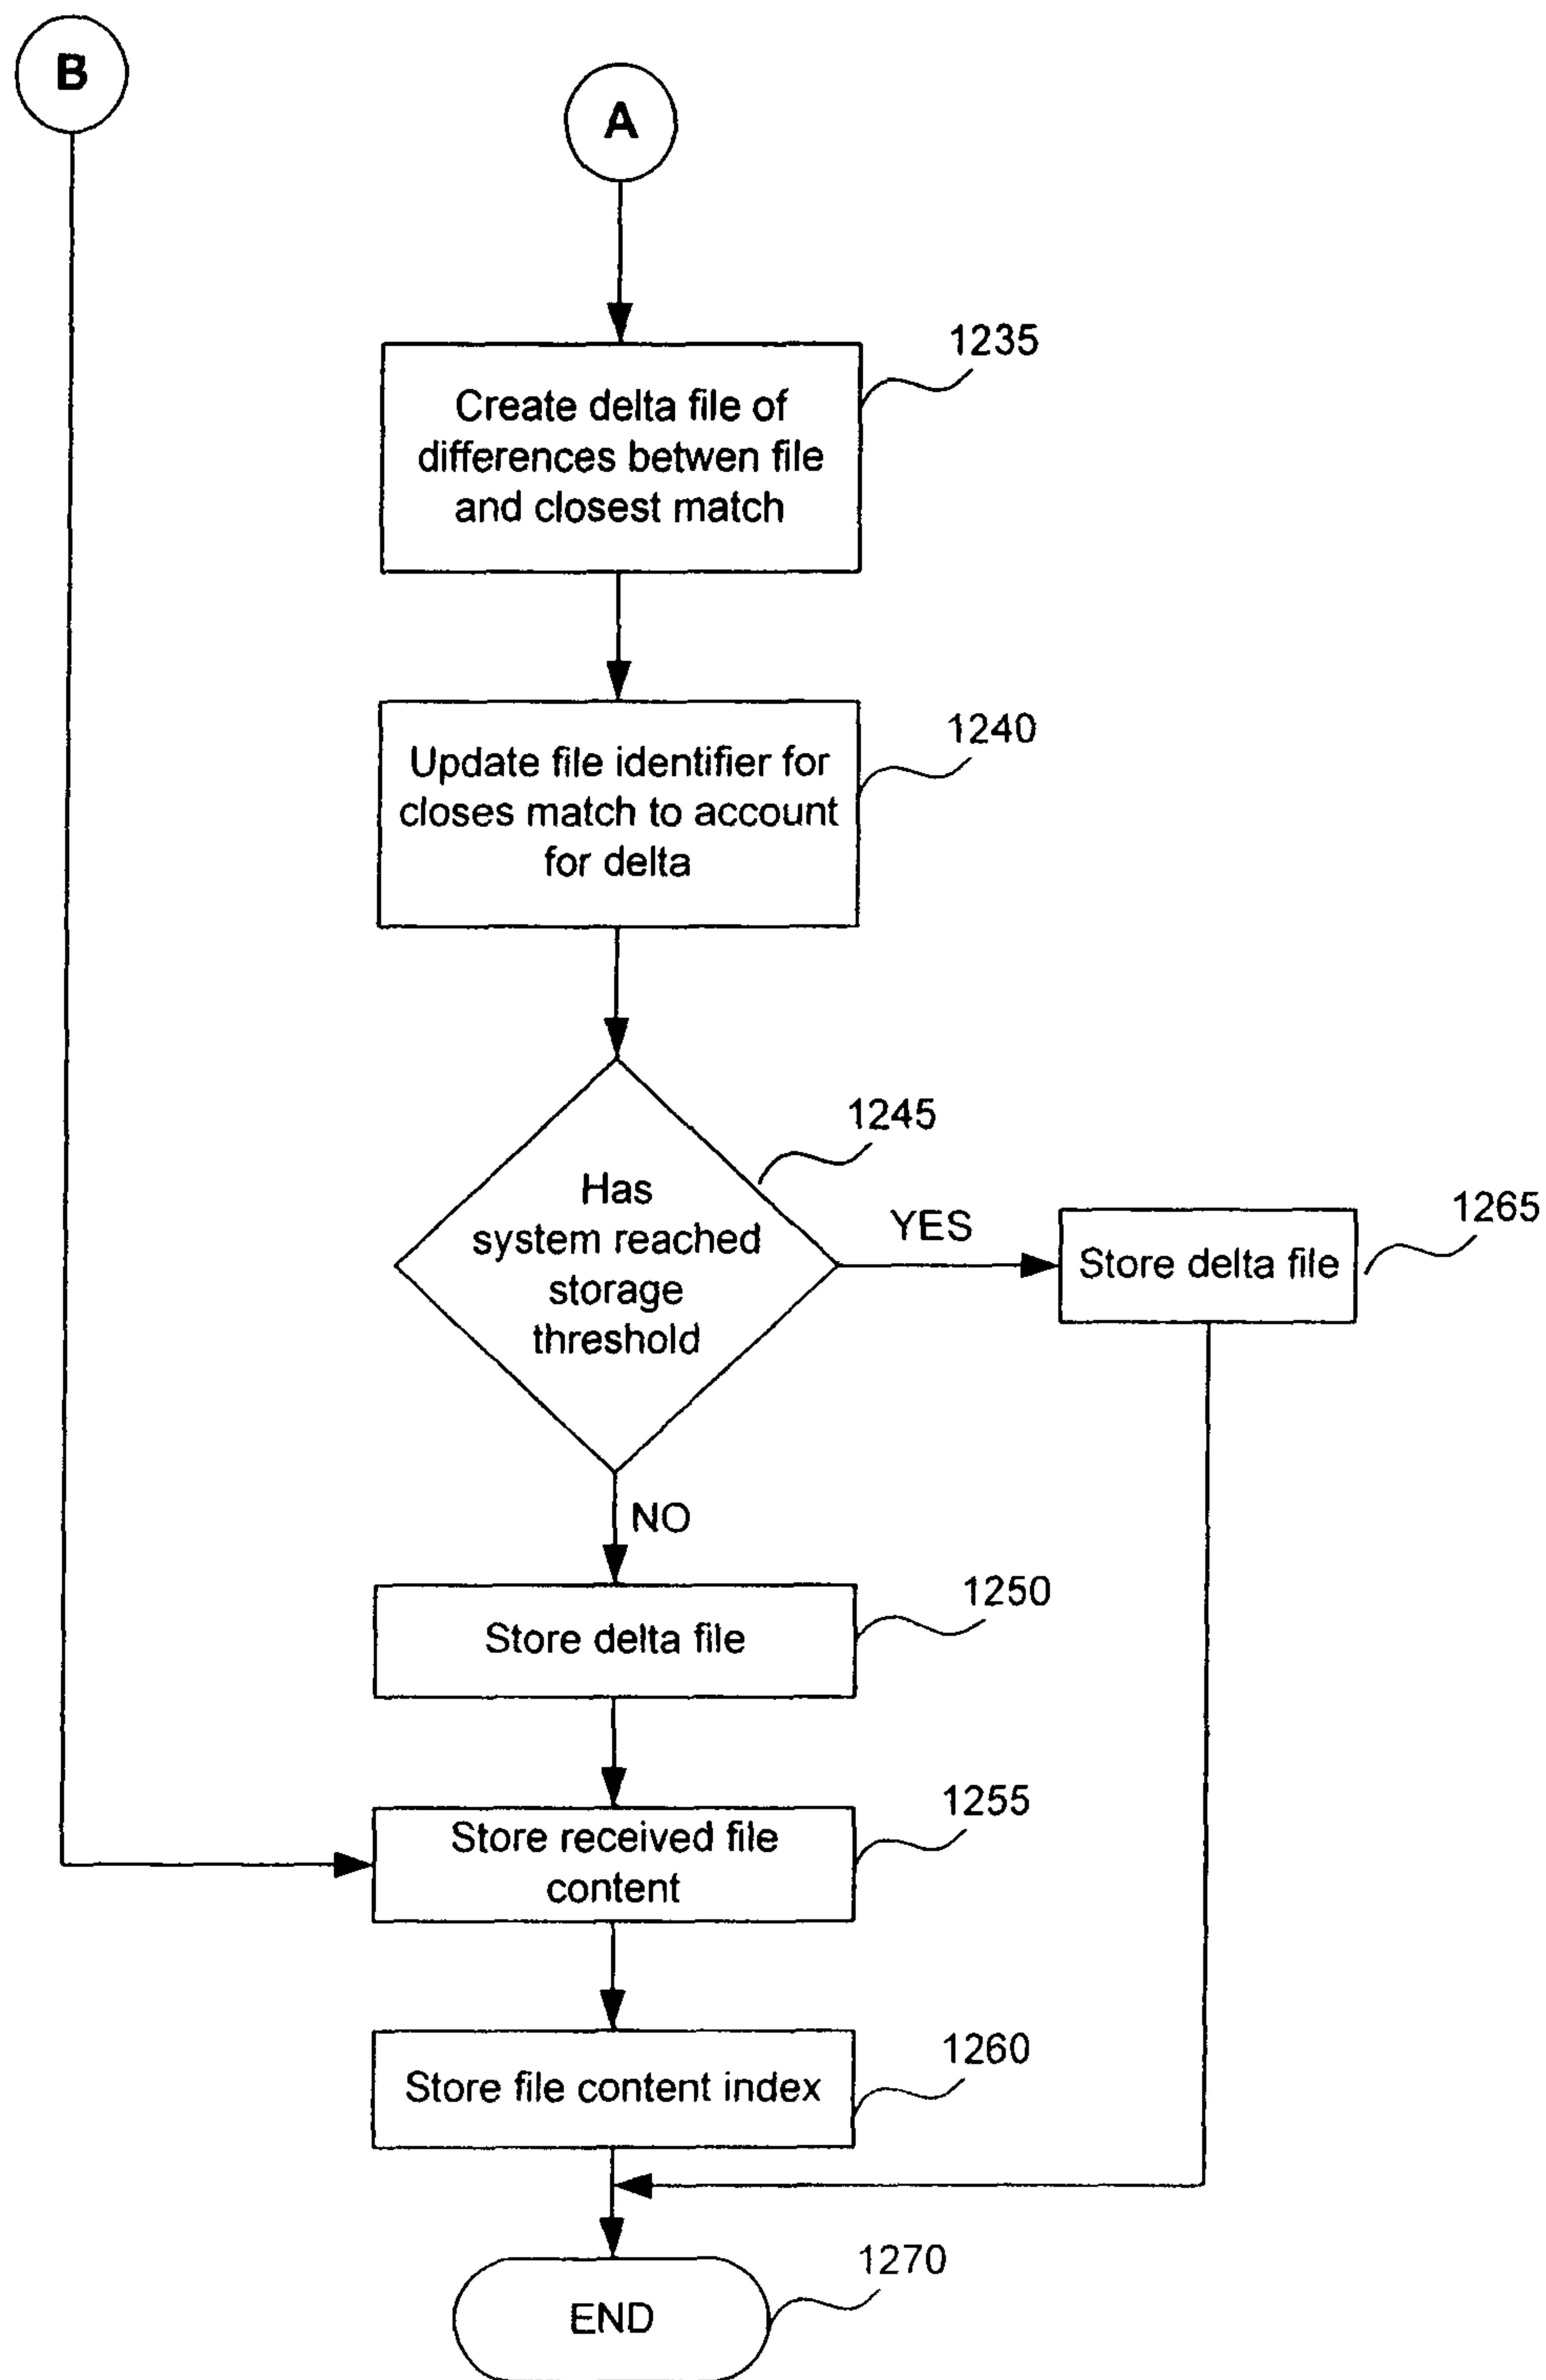 B
A
1235
Create delta file of
differences betwen file
and closest match
1240
Update file identifier for
closes match to account
for delta
1245
Has
system reached
storage
threshold
YES
1265
Store delta file
NO
1250
Store delta file
1255
Store received file
content
1260
Store file content index
1270
END